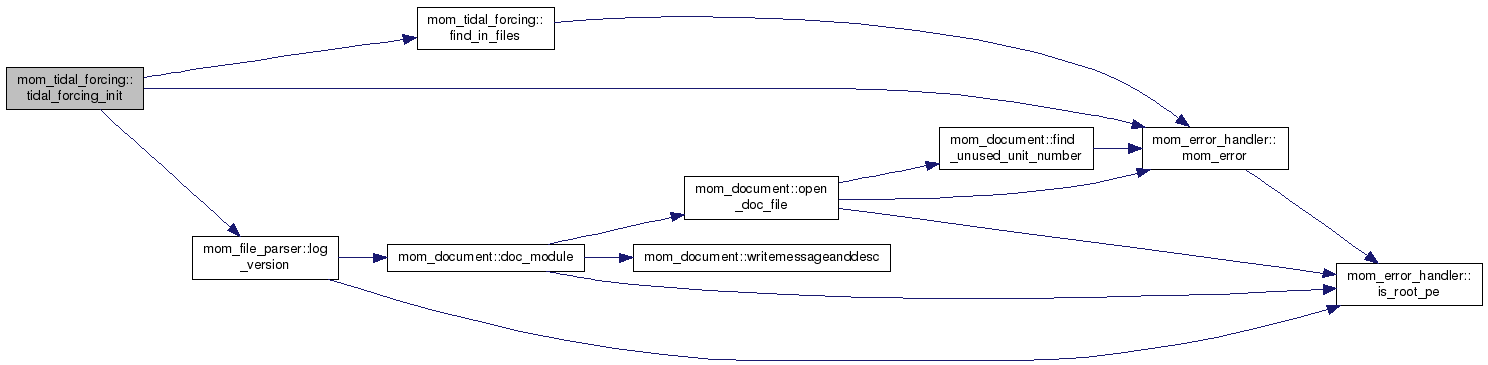 mom_tidal_forcing::
find_in_files
mom_tidal_forcing::
tidal_forcing_init
mom_document::find
_unused_unit_number
mom_error_handler::
mom_error
mom_document::open
_doc_file
mom_file_parser::log
_version
mom_document::doc_module
mom_document::writemessageanddesc
mom_error_handler::
is_root_pe